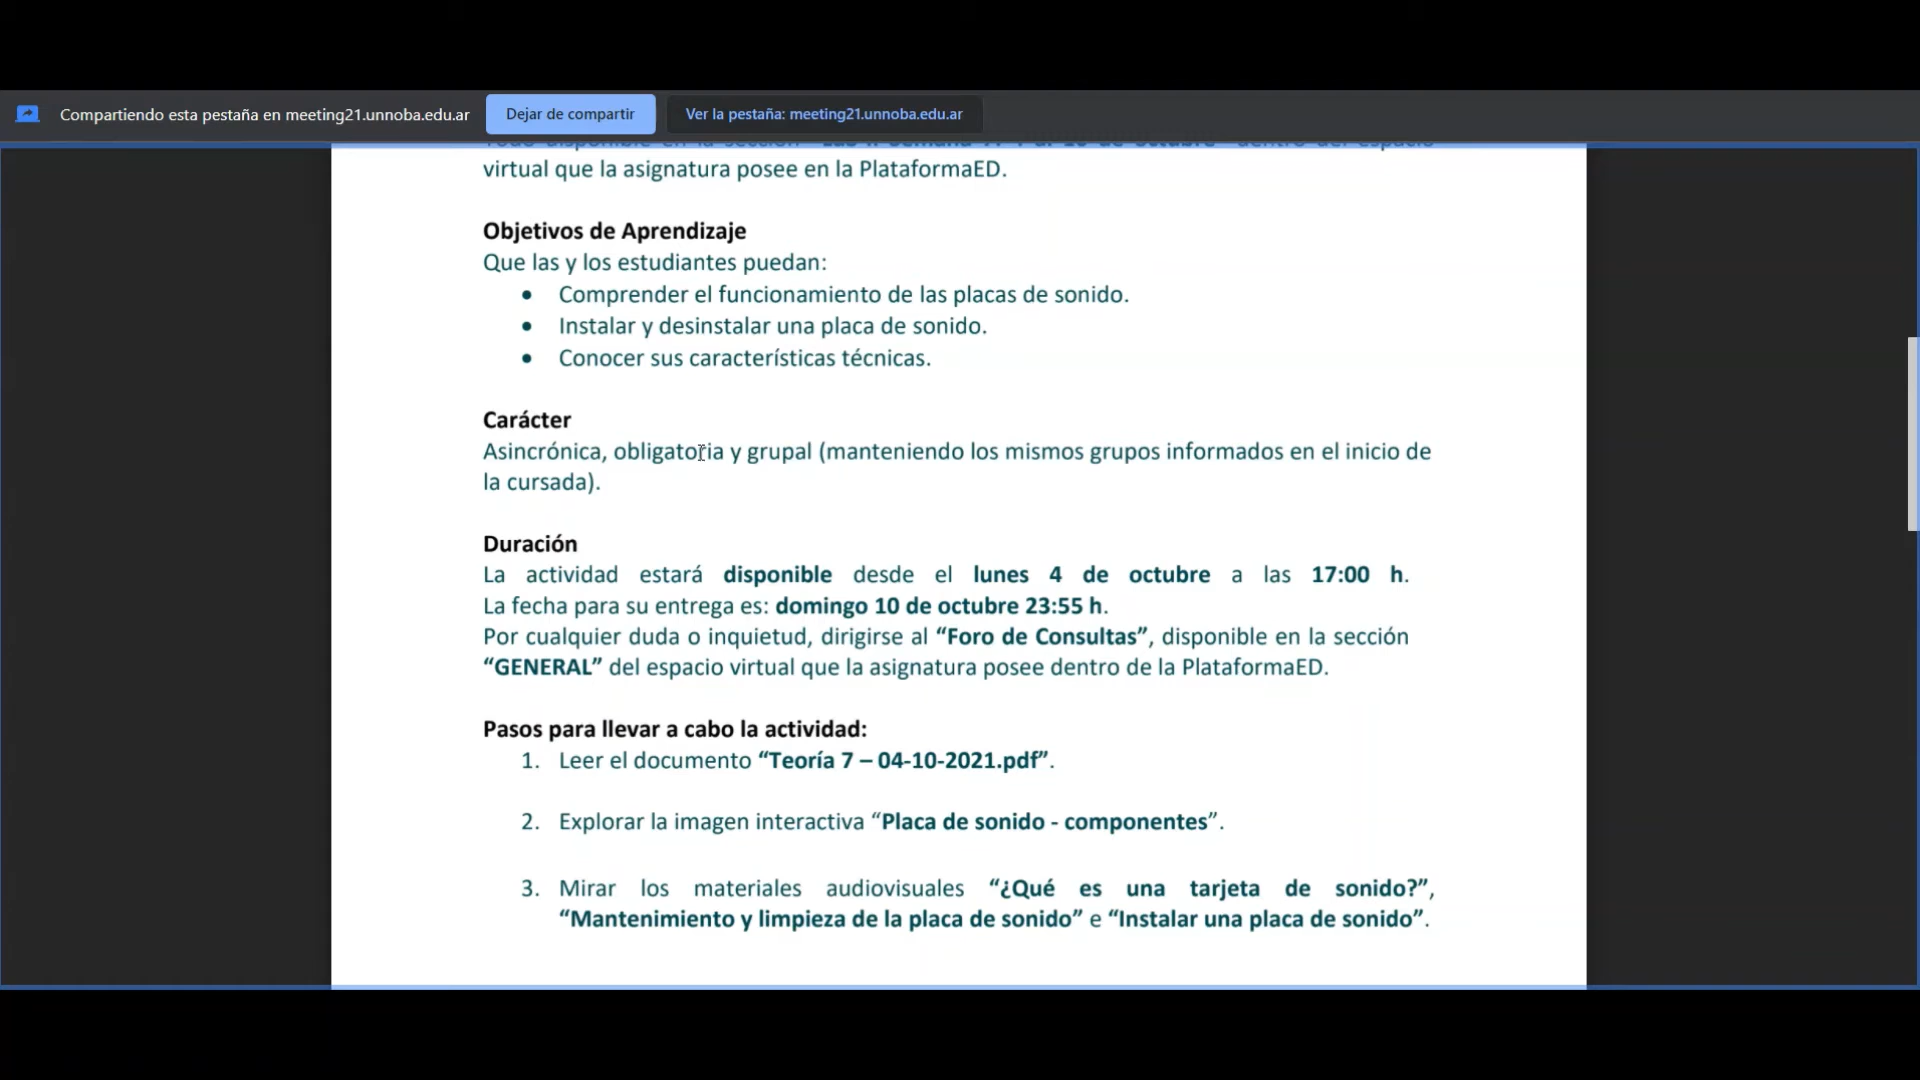 Compartiendo esta pestaña en meeting21.unnoba.edu.ar
Dejar de compartir
Ver la pestaña: meeting21.unnoba.edu.ar
virtual que la asignatura posee en la PlataformaED.
Objetivos de Aprendizaje
Que las y los estudiantes puedan:
• Comprender el funcionamiento de las placas de sonido.
• Instalar y desinstalar una placa de sonido.
• Conocer sus características técnicas.
Carácter
Asincrónica, obligatoria y grupal (manteniendo los mismos grupos informados en el inicio de
la cursada).
Duración
La actividad estará disponible desde el lunes 4 de octubre a las 17:00 h.
La fecha para su entrega es: domingo 10 de octubre 23:55 h.
Por cualquier duda o inquietud, dirigirse al “Foro de Consultas”, disponible en la sección
“GENERAL” del espacio virtual que la asignatura posee dentro de la PlataformaED.
Pasos para llevar a cabo la actividad:
1. Leer el documento “Teoría 7 – 04-10-2021.pdf”.
2. Explorar la imagen interactiva “Placa de sonido - componentes”.
3. Mirar los materiales audiovisuales “¿Qué es una tarjeta de sonido?”,
“Mantenimiento y limpieza de la placa de sonido” e “Instalar una placa de sonido”.